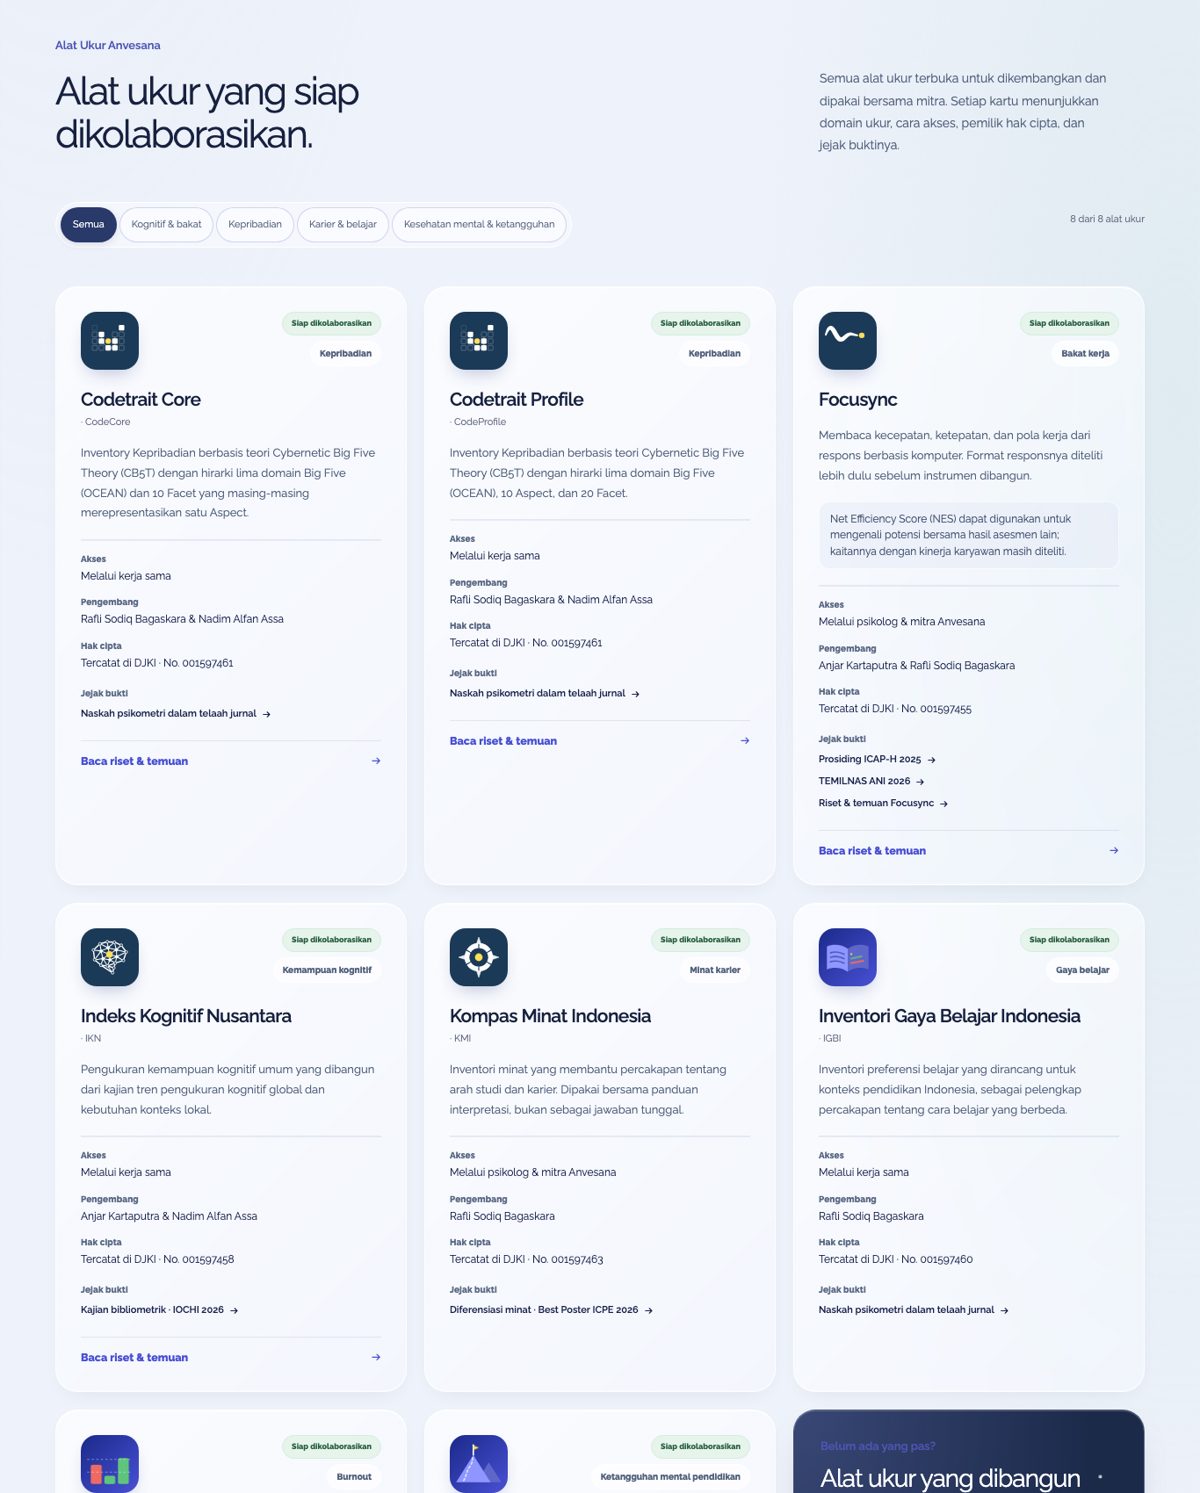 Alat Ukur Anvesana
Alat ukur yang siap
dikolaborasikan.
Semua alat ukur terbuka untuk dikembangkan dan
dipakai bersama mitra. Setiap kartu menunjukkan
domain ukur, cara akses, pemilik hak cipta, dan
jejak buktinya.
Semua
Kognitif & bakat
Kepribadian
Karier & belajar
Kesehatan mental & ketangguhan
8 dari 8 alat ukur
Siap dikolaborasikan
Kepribadian
Codetrait Core
· CodeCore
Inventory Kepribadian berbasis teori Cybernetic Big Five
Theory (CB5T) dengan hirarki lima domain Big Five
(OCEAN) dan 10 Facet yang masing-masing
merepresentasikan satu Aspect.
Akses
Melalui kerja sama
Pengembang
Rafli Sodiq Bagaskara & Nadim Alfan Assa
Hak cipta
Tercatat di DJKI · No. 001597461
Jejak bukti
Naskah psikometri dalam telaah jurnal →
Baca riset & temuan →
Siap dikolaborasikan
Kepribadian
Codetrait Profile
· CodeProfile
Inventory Kepribadian berbasis teori Cybernetic Big Five
Theory (CB5T) dengan hirarki lima domain Big Five
(OCEAN), 10 Aspect, dan 20 Facet.
Akses
Melalui kerja sama
Pengembang
Rafli Sodiq Bagaskara & Nadim Alfan Assa
Hak cipta
Tercatat di DJKI · No. 001597461
Jejak bukti
Naskah psikometri dalam telaah jurnal →
Baca riset & temuan →
Siap dikolaborasikan
Bakat kerja
Focusync
Membaca kecepatan, ketepatan, dan pola kerja dari
respons berbasis komputer. Format responsnya diteliti
lebih dulu sebelum instrumen dibangun.
Net Efficiency Score (NES) dapat digunakan untuk
mengenali potensi bersama hasil asesmen lain;
kaitannya dengan kinerja karyawan masih diteliti.
Akses
Melalui psikolog & mitra Anvesana
Pengembang
Anjar Kartaputra & Rafli Sodiq Bagaskara
Hak cipta
Tercatat di DJKI · No. 001597455
Jejak bukti
Prosiding ICAP-H 2025 →
TEMILNAS ANI 2026 →
Riset & temuan Focusync →
Baca riset & temuan →
Siap dikolaborasikan
Kemampuan kognitif
Indeks Kognitif Nusantara
· IKN
Pengukuran kemampuan kognitif umum yang dibangun
dari kajian tren pengukuran kognitif global dan
kebutuhan konteks lokal.
Akses
Melalui kerja sama
Pengembang
Anjar Kartaputra & Nadim Alfan Assa
Hak cipta
Tercatat di DJKI · No. 001597458
Jejak bukti
Kajian bibliometrik · IOCHI 2026 →
Baca riset & temuan →
Siap dikolaborasikan
Minat karier
Kompas Minat Indonesia
· KMI
Inventori minat yang membantu percakapan tentang
arah studi dan karier. Dipakai bersama panduan
interpretasi, bukan sebagai jawaban tunggal.
Akses
Melalui psikolog & mitra Anvesana
Pengembang
Rafli Sodiq Bagaskara
Hak cipta
Tercatat di DJKI · No. 001597463
Jejak bukti
Diferensiasi minat · Best Poster ICPE 2026 →
Siap dikolaborasikan
Gaya belajar
Inventori Gaya Belajar Indonesia
· IGBI
Inventori preferensi belajar yang dirancang untuk
konteks pendidikan Indonesia, sebagai pelengkap
percakapan tentang cara belajar yang berbeda.
Akses
Melalui kerja sama
Pengembang
Rafli Sodiq Bagaskara
Hak cipta
Tercatat di DJKI · No. 001597460
Jejak bukti
Naskah psikometri dalam telaah jurnal →
Siap dikolaborasikan
Burnout
Siap dikolaborasikan
Ketangguhan mental pendidikan
Belum ada yang pas?
Alat ukur yang dibangun